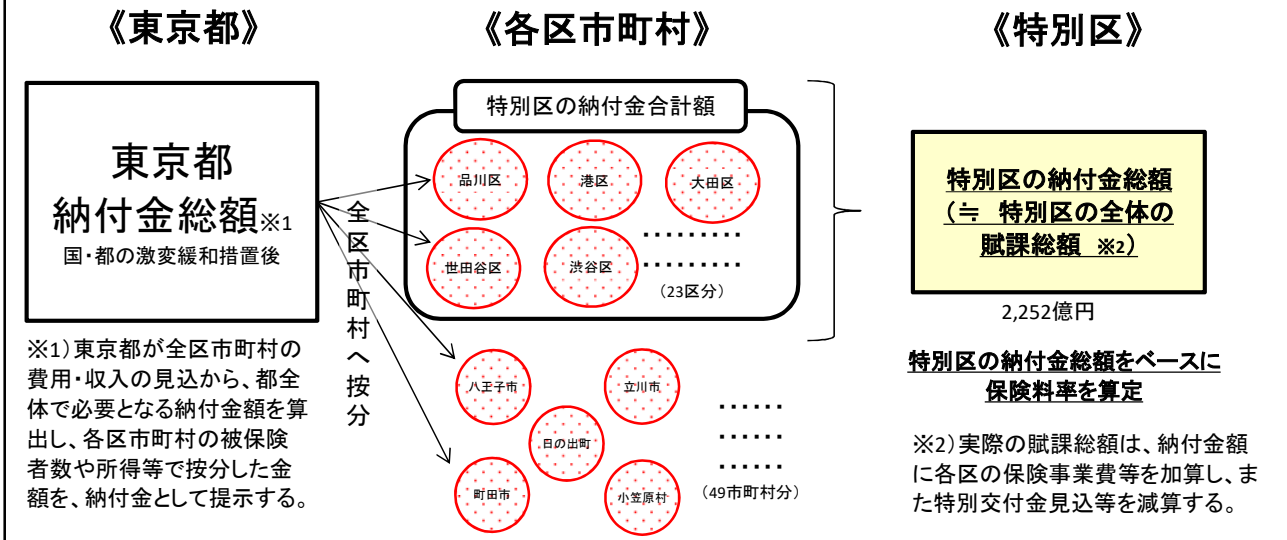 《東京都》
《各区市町村》
《特別区》
東京都
納付金総額※1
国・都の激変緩和措置後
※1)東京都が全区市町村の
費用・収入の見込から、都全
体で必要となる納付金額を算
出し、各区市町村の被保険
者数や所得等で按分した金
額を、納付金として提示する。
全区市町村へ按分
特別区の納付金合計額
品川区
港区
大田区
世田谷区
渋谷区
………
………
(23区分)
八王子市
立川市
日の出町
町田市
小笠原村
……
……
……
(49市町村分)
特別区の納付金総額
(≒ 特別区の全体の
賦課総額 ※2)
2,252億円
特別区の納付金総額をベースに
保険料率を算定
※2)実際の賦課総額は、納付金額
に各区の保険事業費等を加算し、ま
た特別交付金見込等を減算する。